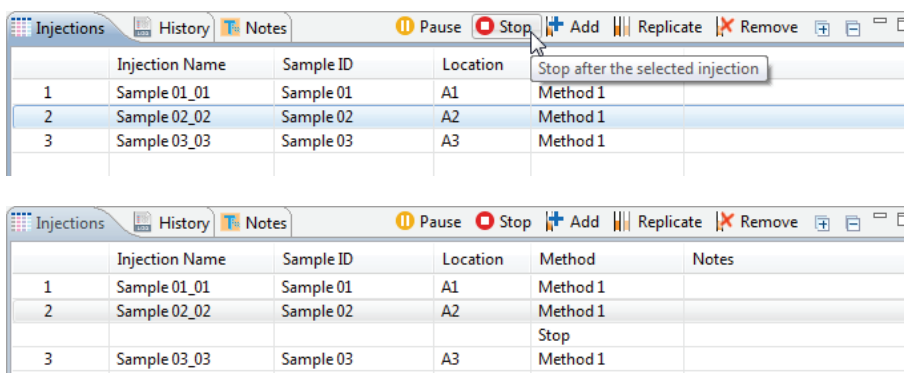 Injections History Notes Pause Stop Add Replicate Remove
Injection Name Sample ID Location
Stop after the selected injection
1 Sample 01_01 Sample 01 A1 Method 1
2 Sample 02_02 Sample 02 A2 Method 1
3 Sample 03_03 Sample 03 A3 Method 1
Injections History Notes Pause Stop Add Replicate Remove
Injection Name Sample ID Location Method Notes
1 Sample 01_01 Sample 01 A1 Method 1
2 Sample 02_02 Sample 02 A2 Method 1
Stop
3 Sample 03_03 Sample 03 A3 Method 1